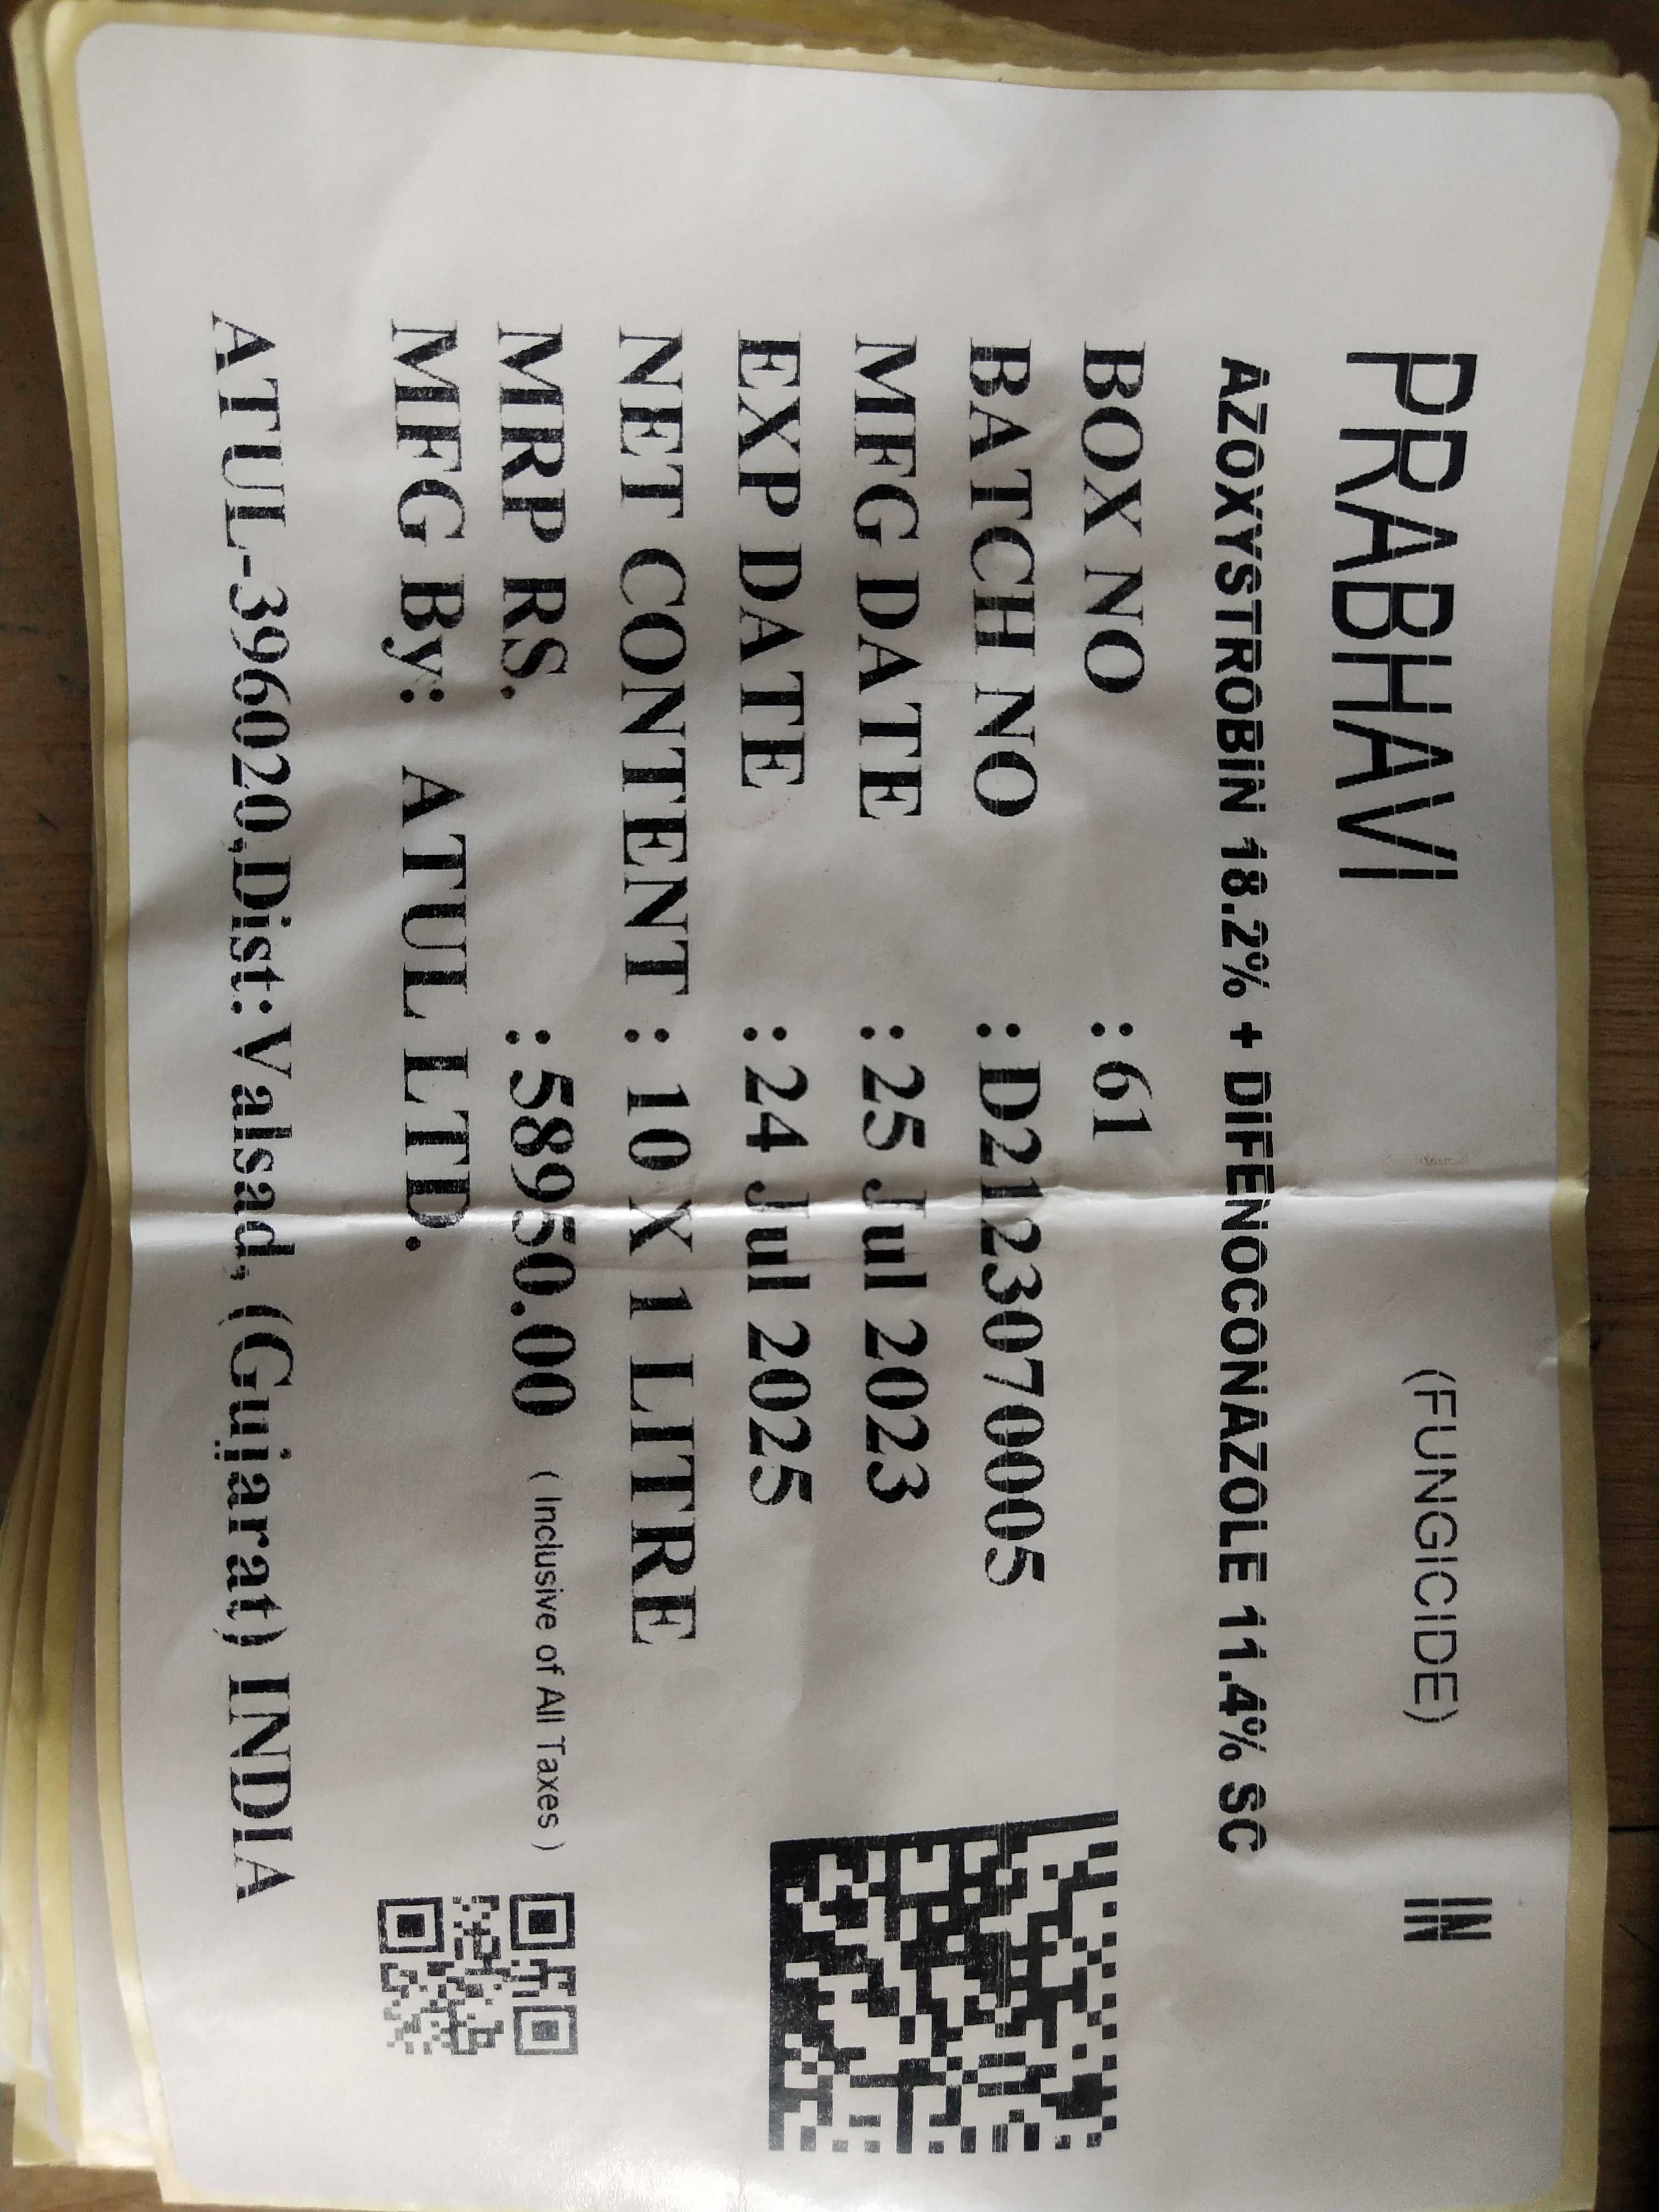 PRABHAVI (FUNGICIDE) IN
AZOXYSTROBIN 18.2% + DIFENOCONAZOLE 11.4% SC
BOX NO :61
BATCH NO :D2123070005
MFG DATE :25 Jul 2023
EXP DATE :24 Jul 2025
NET CONTENT : 10 X 1 LITRE
MRP RS. :58950.00 ( Inclusive of All Taxes )
MFG By: ATUL LTD.
ATUL-396020,Dist:Valsad, (Gujarat) INDIA